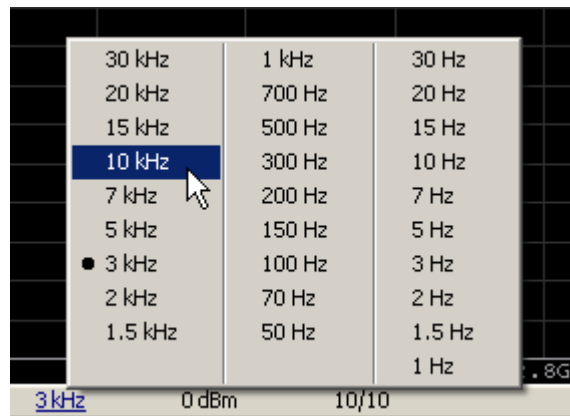 30 kHz 1 kHz 30 Hz
20 kHz 700 Hz 20 Hz
15 kHz 500 Hz 15 Hz
10 kHz 300 Hz 10 Hz
7 kHz 200 Hz 7 Hz
5 kHz 150 Hz 5 Hz
● 3 kHz 100 Hz 3 Hz
2 kHz 70 Hz 2 Hz
1.5 kHz 50 Hz 1.5 Hz
1 Hz
.8G
3 kHz 0 dBm 10/10